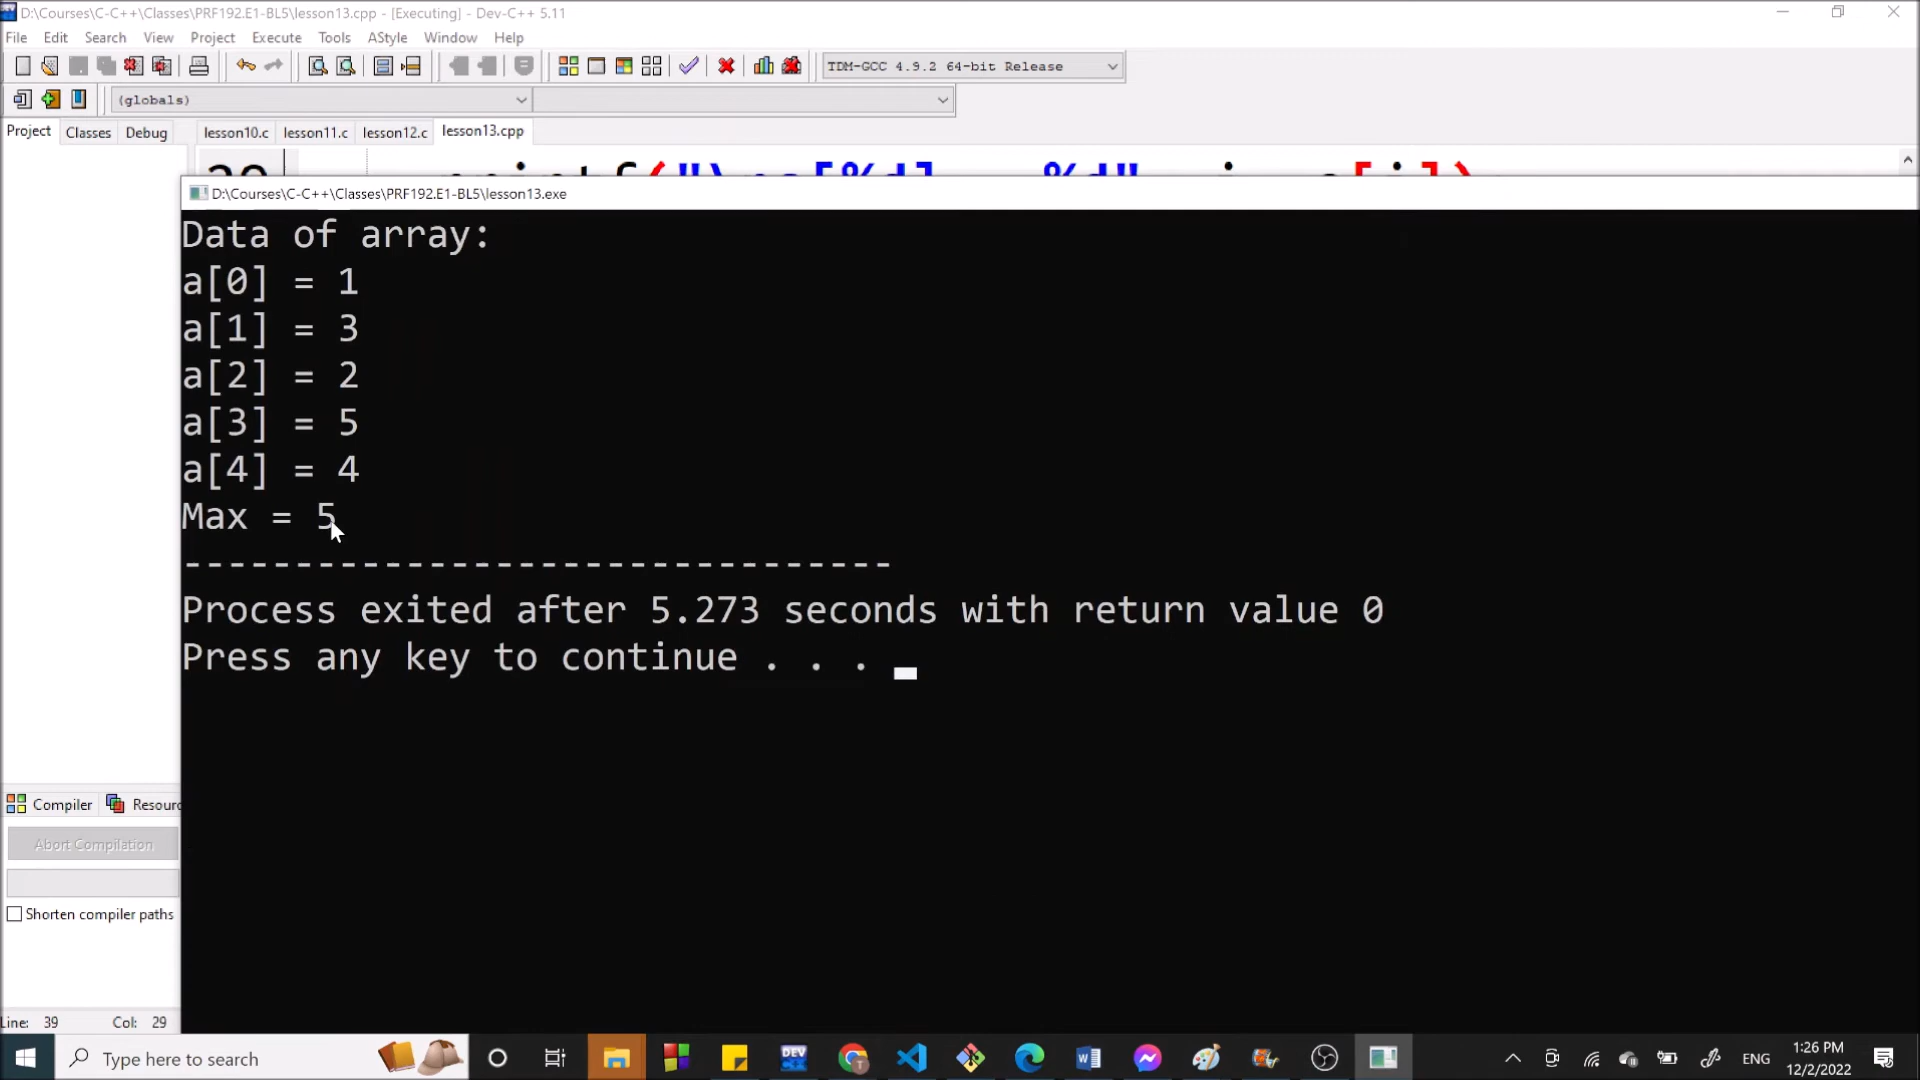 D:\Courses\C-C++\Classes\PRF192.E1-BL5\lesson13.cpp - [Executing] - Dev-C++ 5.11
File Edit Search View Project Execute Tools AStyle Window Help
TDM-GCC 4.9.2 64-bit Release
(globals)
Project Classes Debug lesson10.c lesson11.c lesson12.c lesson13.cpp
D:\Courses\C-C++\Classes\PRF192.E1-BL5\lesson13.exe
Data of array:
a[0] = 1
a[1] = 3
a[2] = 2
a[3] = 5
a[4] = 4
Max = 5
--------------------------------
Process exited after 5.273 seconds with return value 0
Press any key to continue . . .
Compiler
Abort Compilation
Shorten compiler paths
Line: 39 Col: 29
Type here to search
DEV
ENG
1:26 PM
12/2/2022